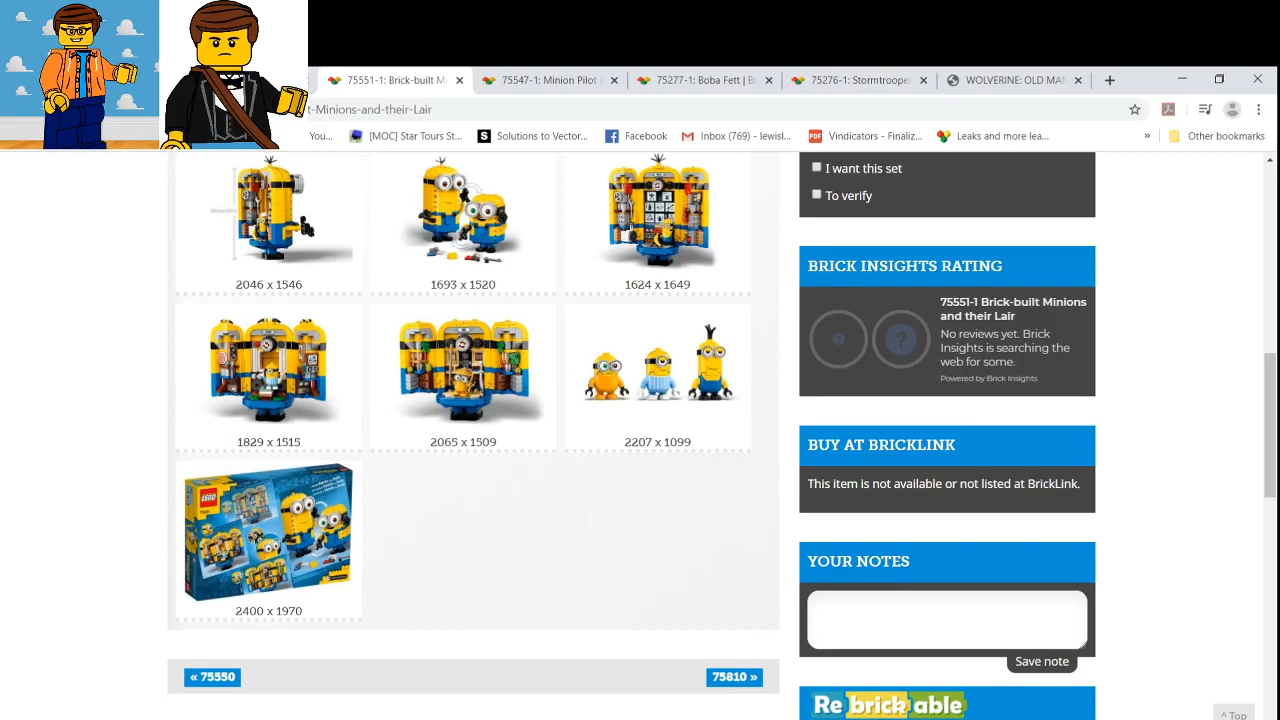 75551-1: Brick-built M
75547-1: Minion Pilot i
75277-1: Boba Fett | B
75276-1: Stormtrooper
WOLVERINE: OLD MAN
t-Minions-and-their-Lair
You...
[MOC] Star Tours St...
Solutions to Vector...
Facebook
Inbox (769) - lewisl...
Vindicators - Finaliz...
Leaks and more lea...
»
Other bookmarks
2046 x 1546
1693 x 1520
1624 x 1649
1829 x 1515
2065 x 1509
2207 x 1099
LEGO
2400 x 1970
« 75550
75810 »
I want this set
To verify
BRICK INSIGHTS RATING
75551-1 Brick-built Minions
and their Lair
No reviews yet. Brick
Insights is searching the
web for some.
Powered by Brick Insights
BUY AT BRICKLINK
This item is not available or not listed at BrickLink.
YOUR NOTES
Save note
Rebrickable
^ Top